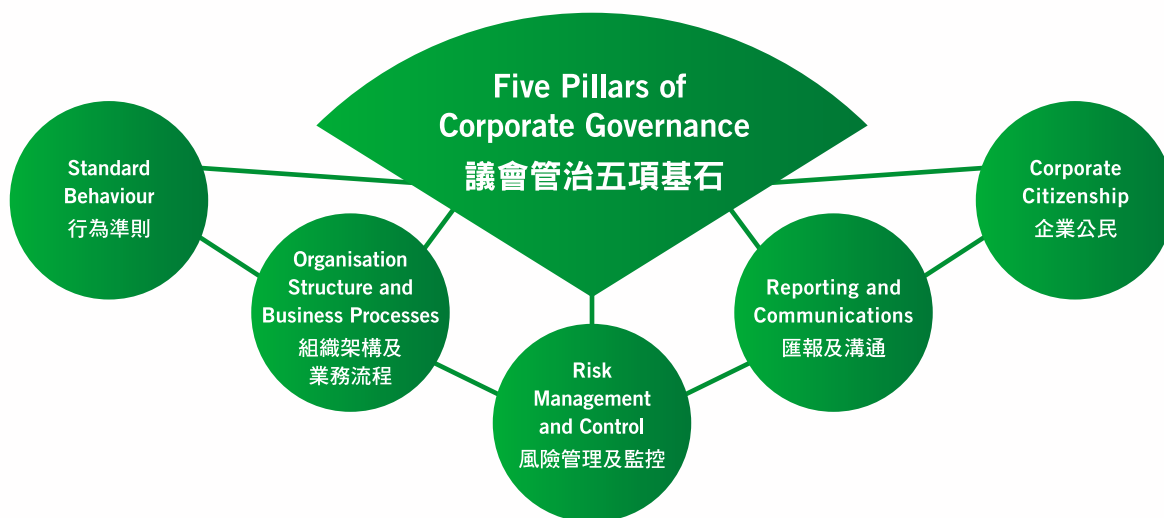 Five Pillars of
Corporate Governance
議會管治五項基石
Standard
Behaviour
行為準則
Organisation
Structure and
Business Processes
組織架構及
業務流程
Risk
Management
and Control
風險管理及監控
Reporting and
Communications
匯報及溝通
Corporate
Citizenship
企業公民